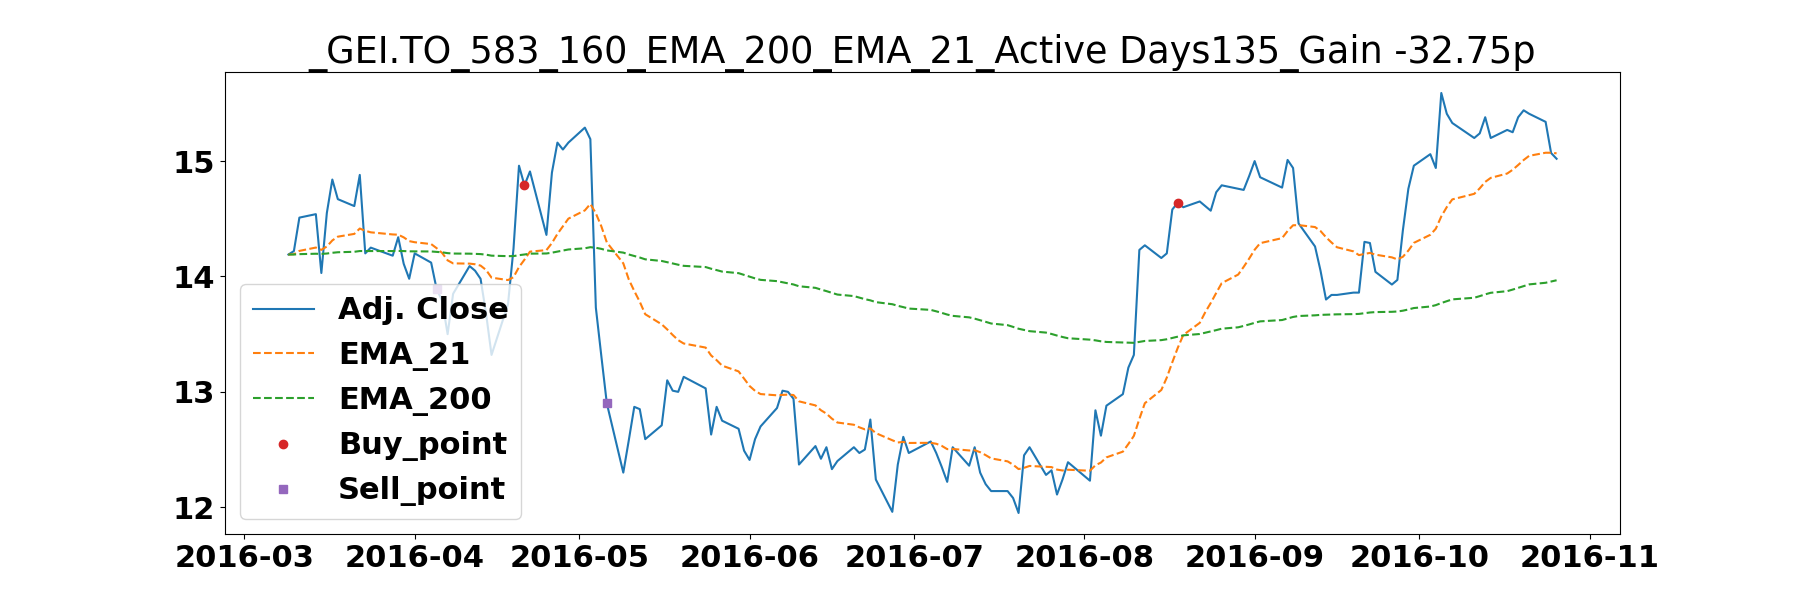 _GEI.TO_583_160_EMA_200_EMA_21_Active Days135_Gain -32.75p
15
14
13
12
Adj. Close
EMA_21
EMA_200
Buy_point
Sell_point
2016-03 2016-04 2016-05 2016-06 2016-07 2016-08 2016-09 2016-10 2016-11